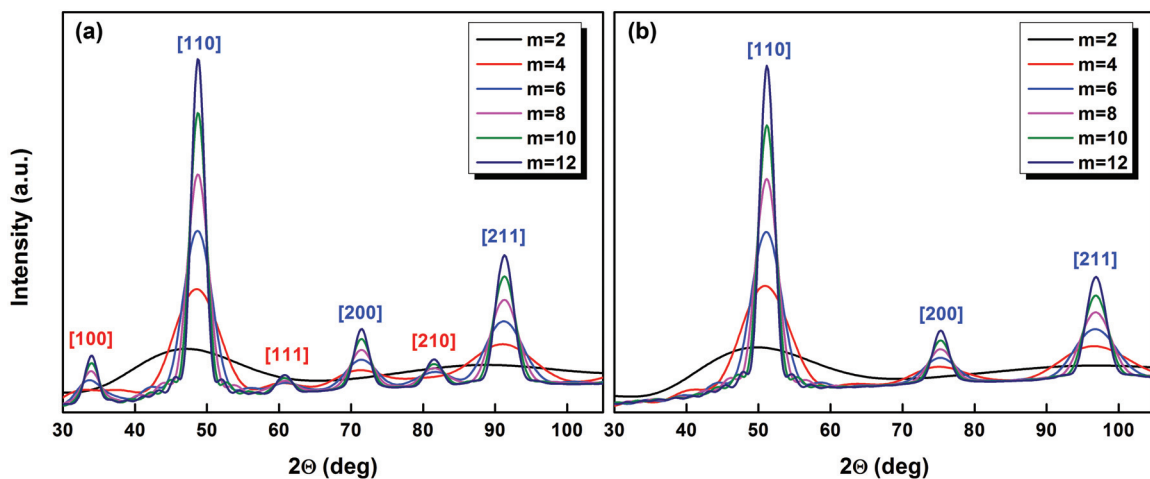 (a)
[110]
m=2
m=4
m=6
m=8
m=10
m=12
[211]
[200]
[100]
[111]
[210]
Intensity (a.u.)
30 40 50 60 70 80 90 100
2Θ (deg)
(b)
[110]
m=2
m=4
m=6
m=8
m=10
m=12
[211]
[200]
30 40 50 60 70 80 90 100
2Θ (deg)